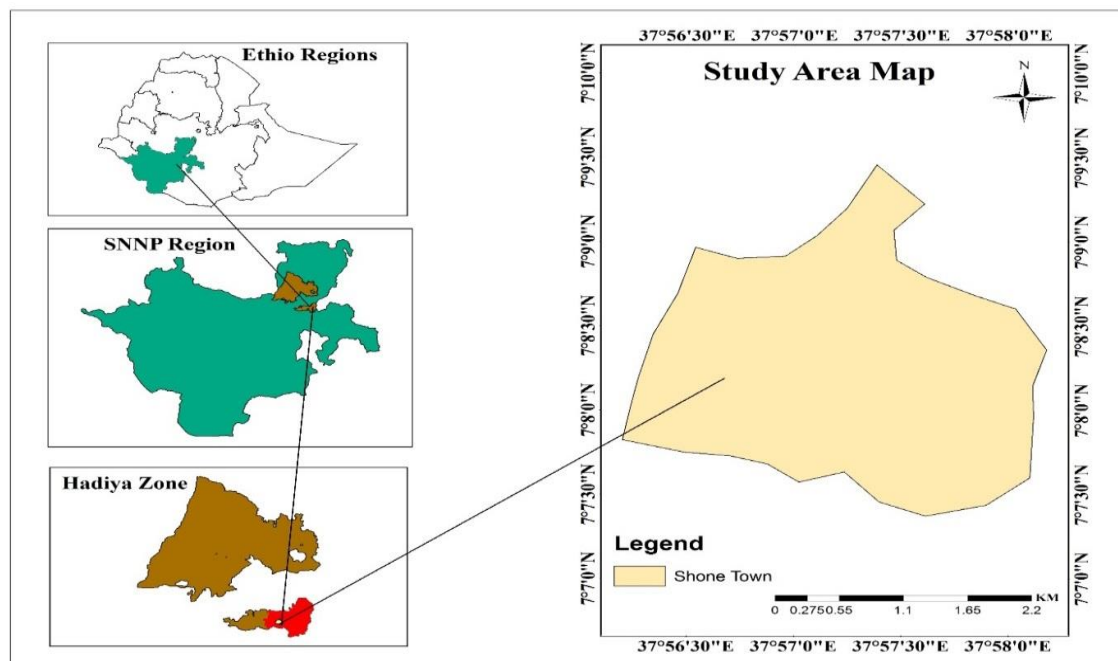 Ethio Regions
SNNP Region
Hadiya Zone
37°56'30"E 37°57'0"E 37°57'30"E 37°58'0"E
Study Area Map
N
7°10'0"N
7°9'30"N
7°9'0"N
7°8'30"N
7°8'0"N
7°7'30"N
7°7'0"N
7°10'0"N
7°9'30"N
7°9'0"N
7°8'30"N
7°8'0"N
7°7'30"N
7°7'0"N
Legend
Shone Town
KM
0 0.275 0.55 1.1 1.65 2.2
37°56'30"E 37°57'0"E 37°57'30"E 37°58'0"E